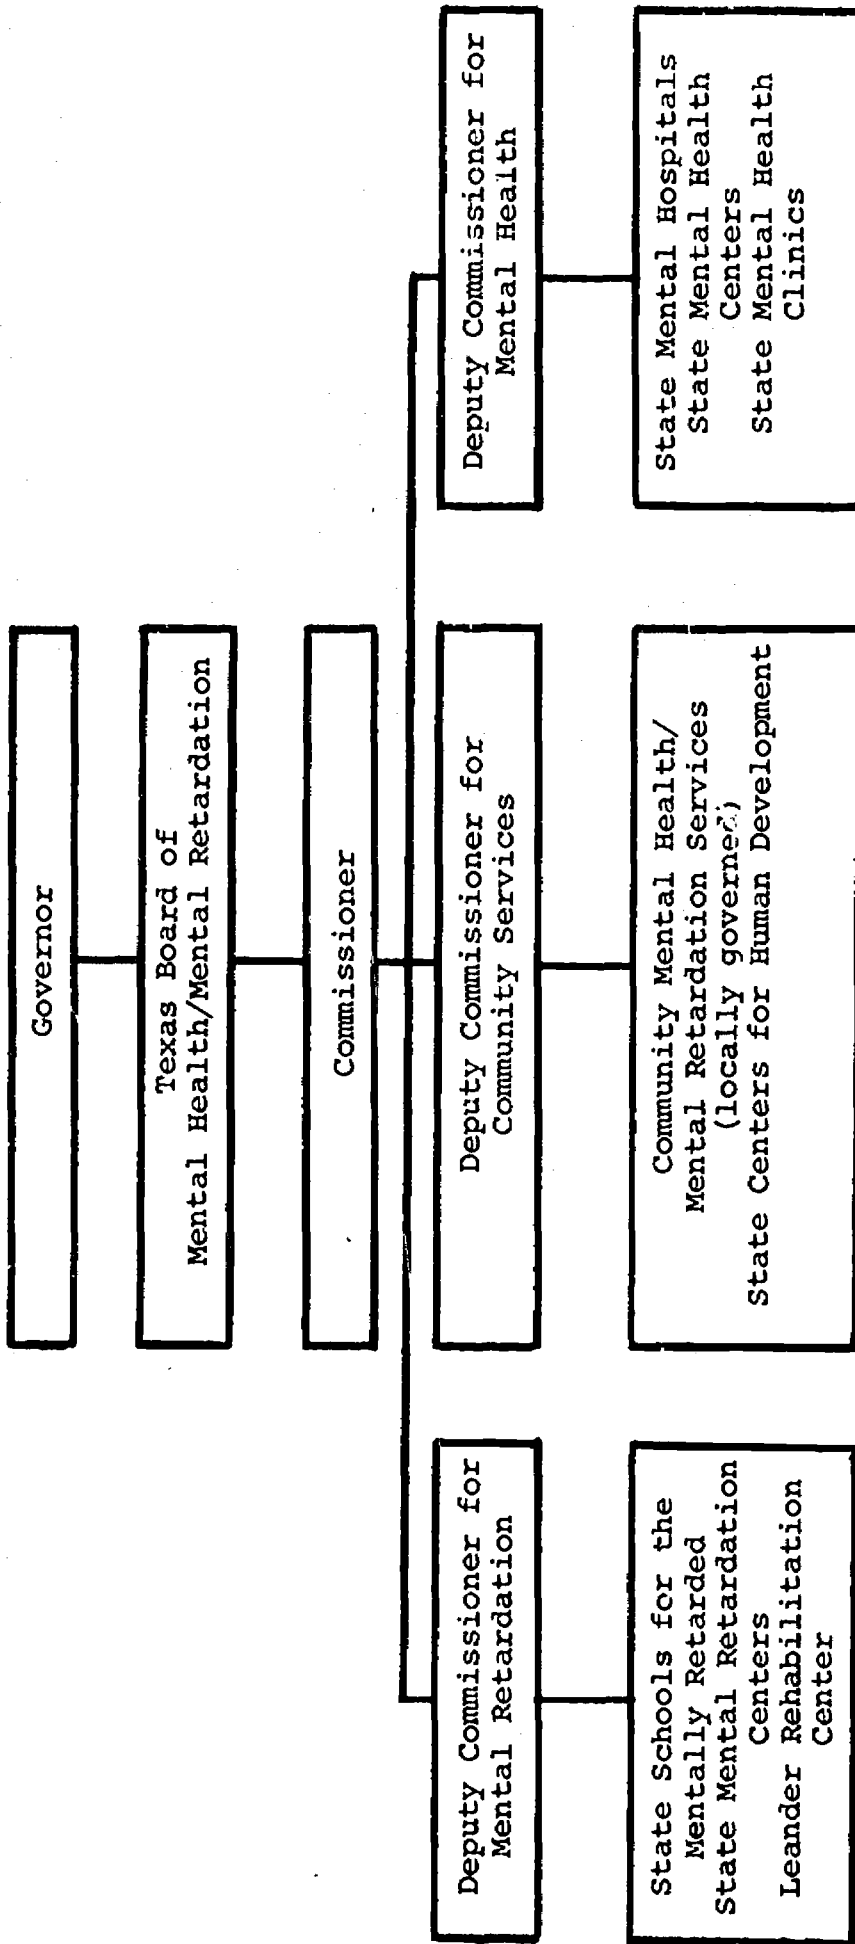 Governor
Texas Board of
Mental Health/Mental Retardation
Commissioner
Deputy Commissioner for
Mental Retardation
Deputy Commissioner for
Community Services
Deputy Commissioner for
Mental Health
State Schools for the
Mentally Retarded
State Mental Retardation
Centers
Leander Rehabilitation
Center
Community Mental Health/
Mental Retardation Services
(locally governed)
State Centers for Human Development
State Mental Hospitals
State Mental Health
Centers
State Mental Health
Clinics